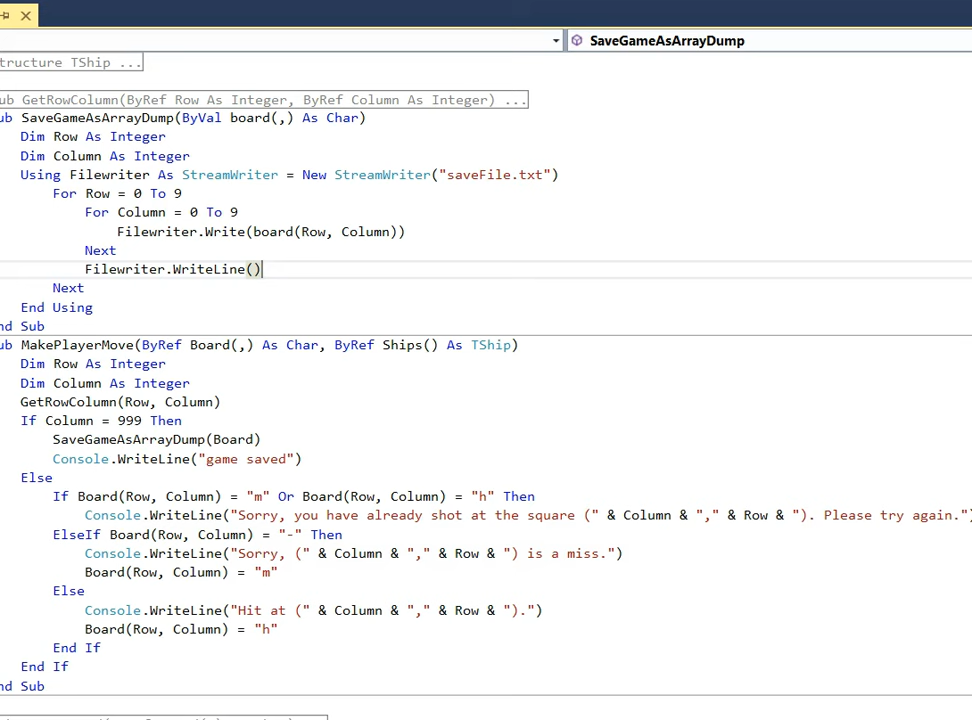 SaveGameAsArrayDump
tructure TShip ...
ub GetRowColumn(ByRef Row As Integer, ByRef Column As Integer) ...
ub SaveGameAsArrayDump(ByVal board(,) As Char)
Dim Row As Integer
Dim Column As Integer
Using Filewriter As StreamWriter = New StreamWriter("saveFile.txt")
For Row = 0 To 9
For Column = 0 To 9
Filewriter.Write(board(Row, Column))
Next
Filewriter.WriteLine()
Next
End Using
nd Sub
ub MakePlayerMove(ByRef Board(,) As Char, ByRef Ships() As TShip)
Dim Row As Integer
Dim Column As Integer
GetRowColumn(Row, Column)
If Column = 999 Then
SaveGameAsArrayDump(Board)
Console.WriteLine("game saved")
Else
If Board(Row, Column) = "m" Or Board(Row, Column) = "h" Then
Console.WriteLine("Sorry, you have already shot at the square (" & Column & "," & Row & "). Please try again.")
ElseIf Board(Row, Column) = "-" Then
Console.WriteLine("Sorry, (" & Column & "," & Row & ") is a miss.")
Board(Row, Column) = "m"
Else
Console.WriteLine("Hit at (" & Column & "," & Row & ").")
Board(Row, Column) = "h"
End If
End If
nd Sub